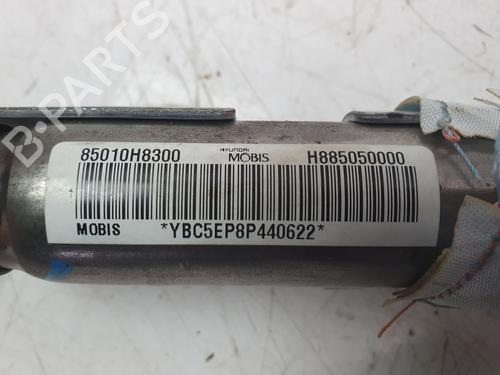 B-PARTS
85010H8300 HYUNDAI MOBIS H885050000
MOBIS *YBC5EP8P440622*